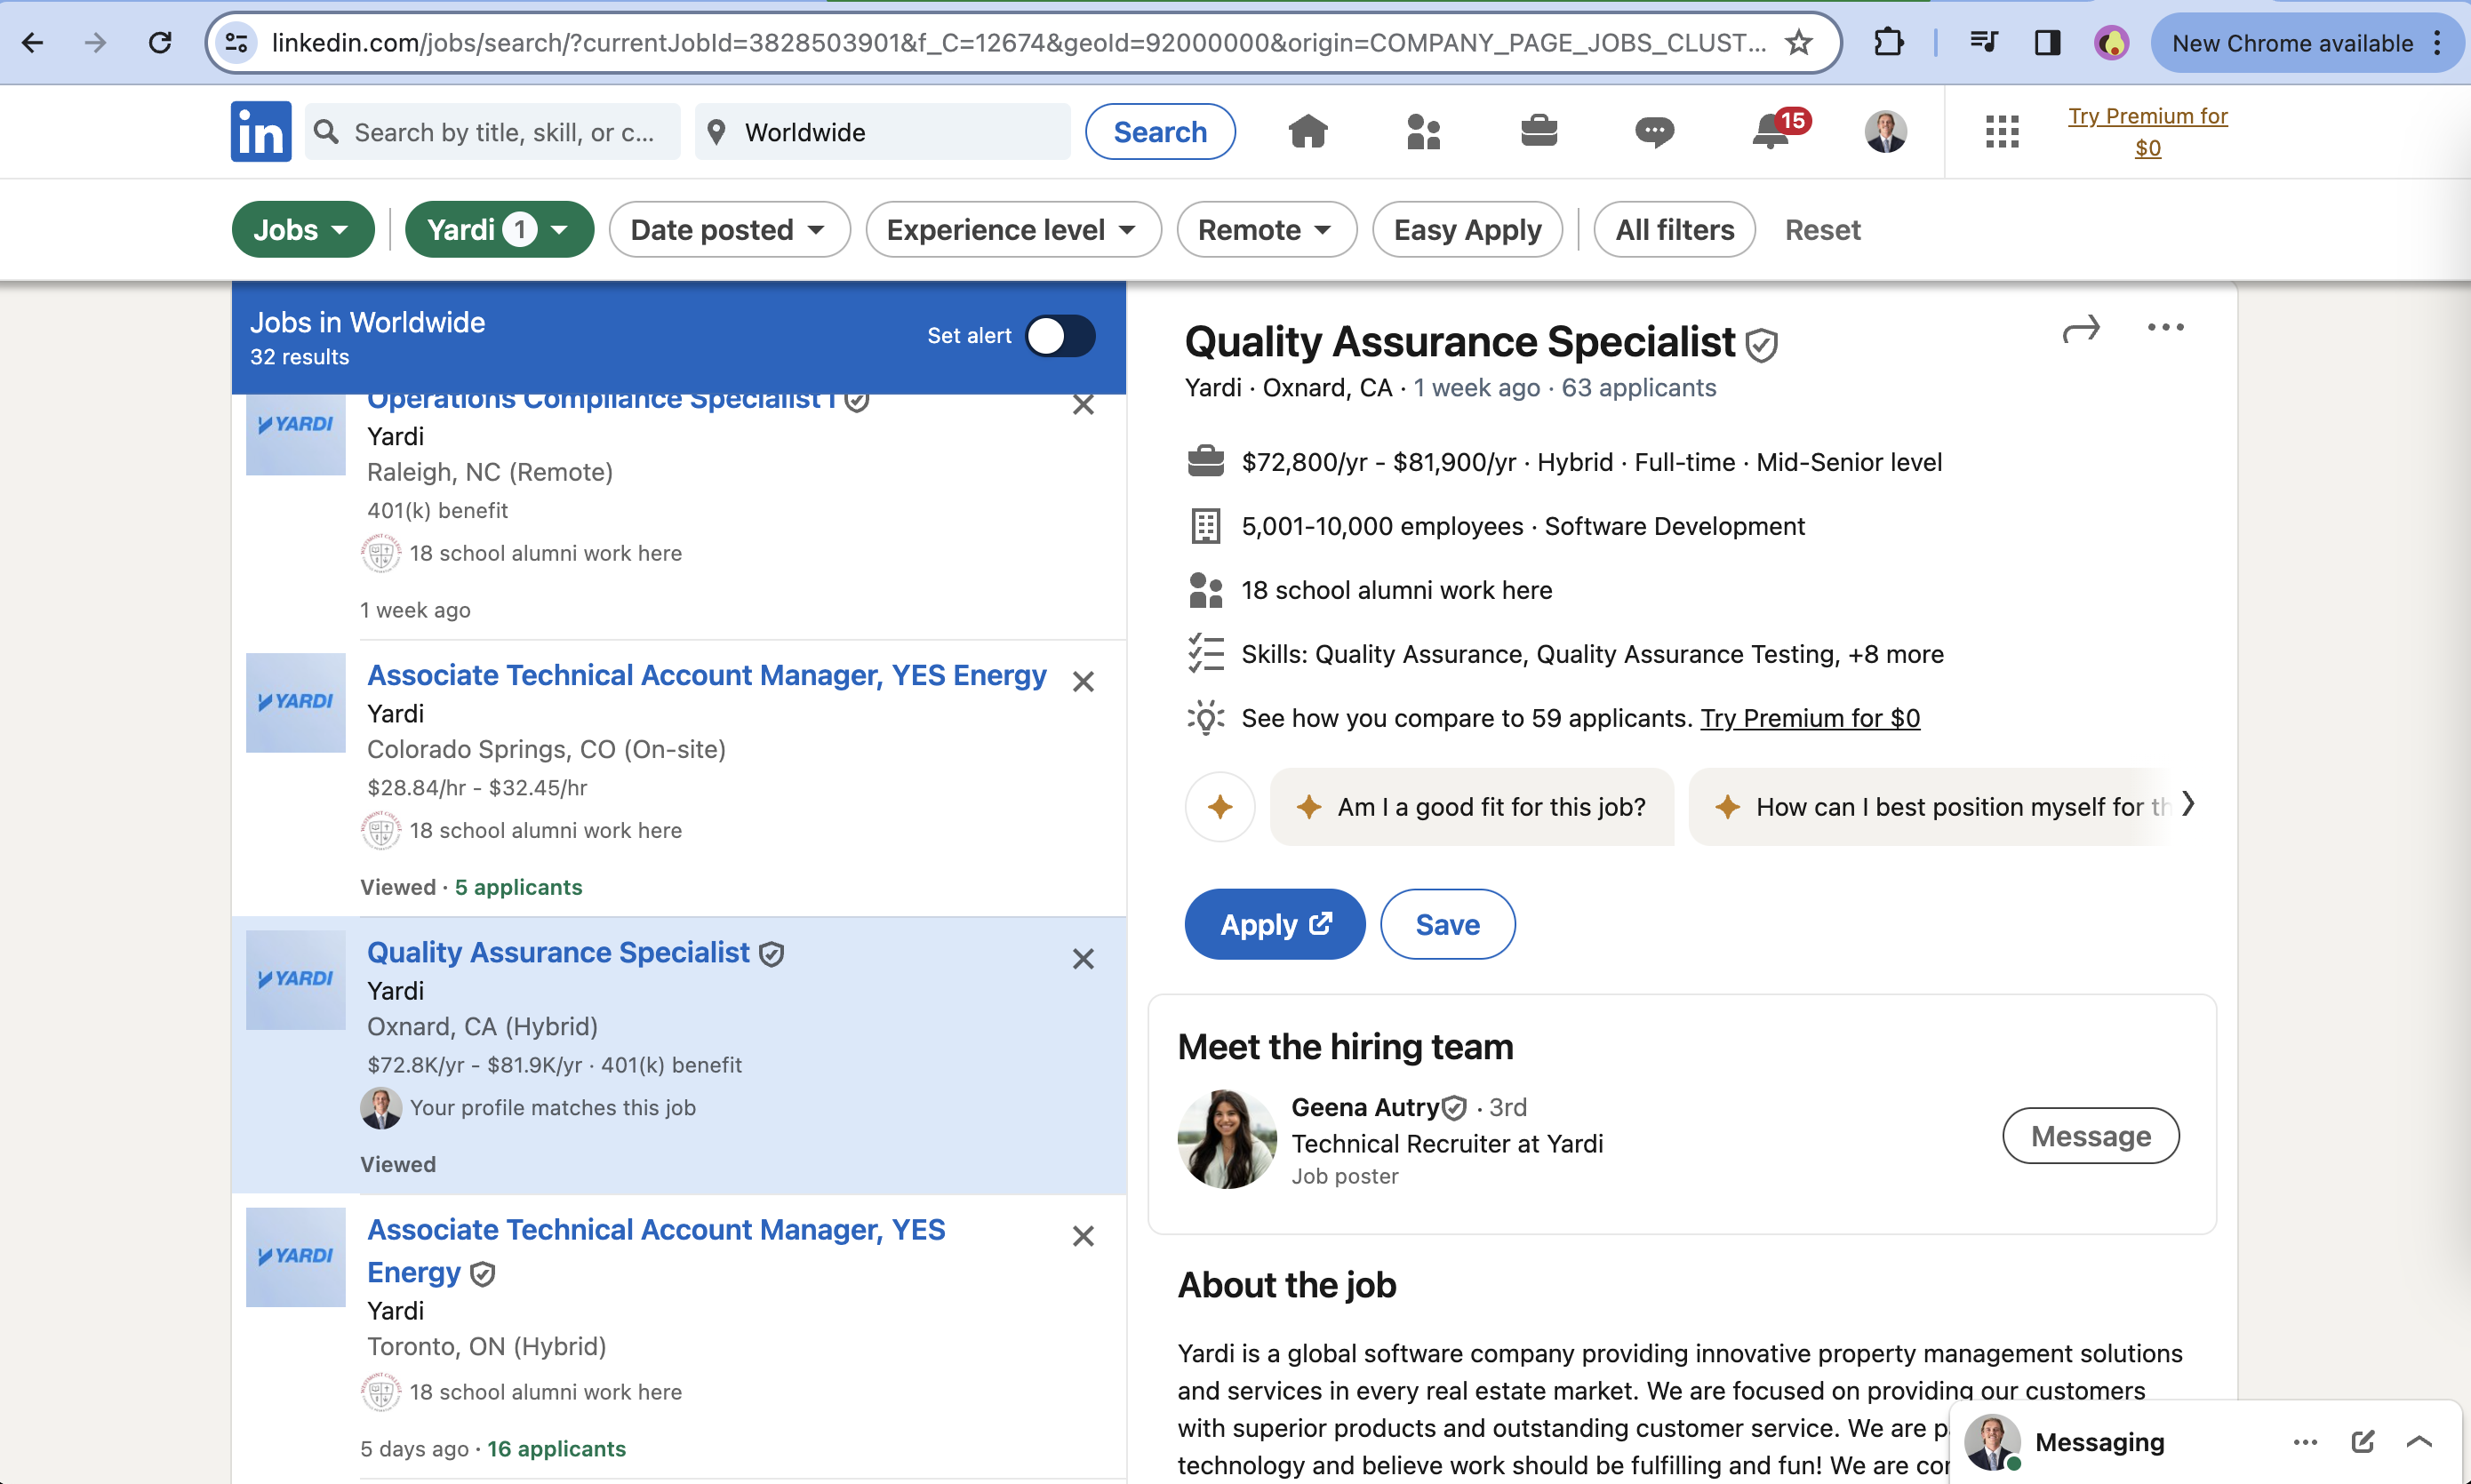 linkedin.com/jobs/search/?currentJobId=3828503901&f_C=12674&geoId=92000000&origin=COMPANY_PAGE_JOBS_CLUST...
New Chrome available
in
Search by title, skill, or c...
Worldwide
Search
15
Try Premium for
$0
Jobs
Yardi 1
Date posted
Experience level
Remote
Easy Apply
All filters
Reset
Jobs in Worldwide
32 results
Set alert
YARDI
Operations Compliance Specialist I
Yardi
Raleigh, NC (Remote)
401(k) benefit
18 school alumni work here
1 week ago
YARDI
Associate Technical Account Manager, YES Energy
Yardi
Colorado Springs, CO (On-site)
$28.84/hr - $32.45/hr
18 school alumni work here
Viewed · 5 applicants
YARDI
Quality Assurance Specialist
Yardi
Oxnard, CA (Hybrid)
$72.8K/yr - $81.9K/yr · 401(k) benefit
Your profile matches this job
Viewed
YARDI
Associate Technical Account Manager, YES
Energy
Yardi
Toronto, ON (Hybrid)
18 school alumni work here
5 days ago · 16 applicants
Quality Assurance Specialist
Yardi · Oxnard, CA · 1 week ago · 63 applicants
$72,800/yr - $81,900/yr · Hybrid · Full-time · Mid-Senior level
5,001-10,000 employees · Software Development
18 school alumni work here
Skills: Quality Assurance, Quality Assurance Testing, +8 more
See how you compare to 59 applicants. Try Premium for $0
Am I a good fit for this job?
How can I best position myself for th
Apply
Save
Meet the hiring team
Geena Autry · 3rd
Technical Recruiter at Yardi
Job poster
Message
About the job
Yardi is a global software company providing innovative property management solutions
and services in every real estate market. We are focused on providing our customers
with superior products and outstanding customer service. We are p
technology and believe work should be fulfilling and fun! We are cor
Messaging